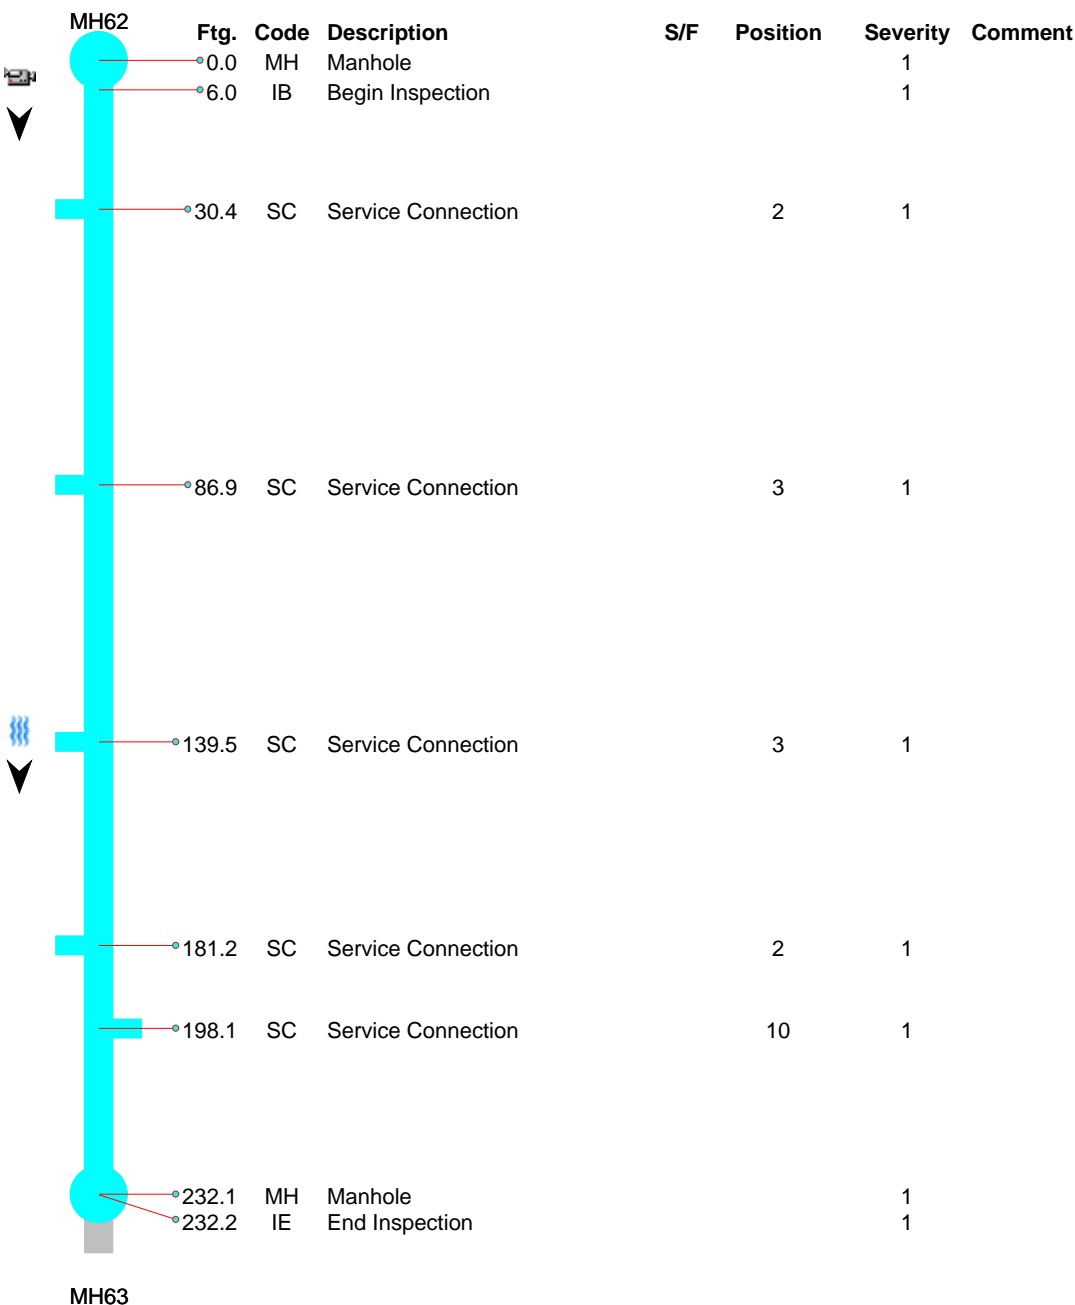 MH62
Ftg. Code Description S/F Position Severity Comment
0.0 MH Manhole 1
6.0 IB Begin Inspection 1
30.4 SC Service Connection 2 1
86.9 SC Service Connection 3 1
139.5 SC Service Connection 3 1
181.2 SC Service Connection 2 1
198.1 SC Service Connection 10 1
232.1 MH Manhole 1
232.2 IE End Inspection 1
MH63